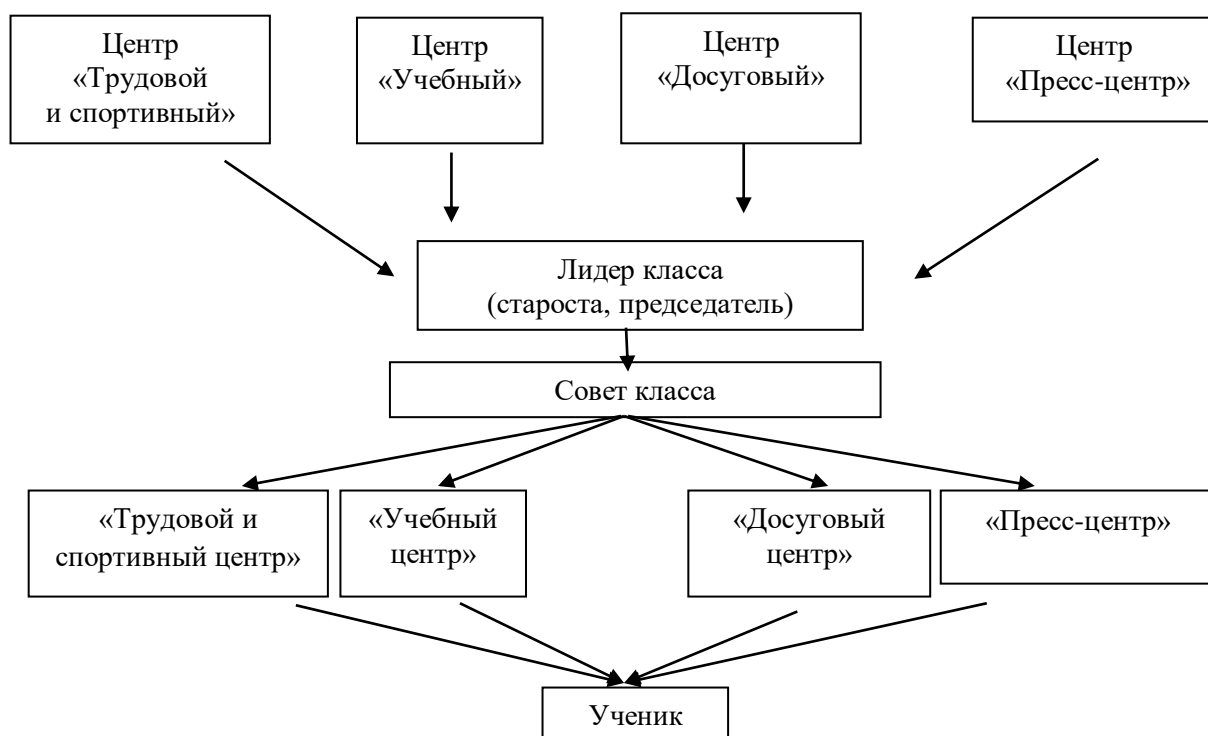 Центр
«Трудовой
и спортивный»
Центр
«Учебный»
Центр
«Досуговый»
Центр
«Пресс-центр»
Лидер класса
(староста, председатель)
Совет класса
«Трудовой и
спортивный центр»
«Учебный
центр»
«Досуговый
центр»
«Пресс-центр»
Ученик